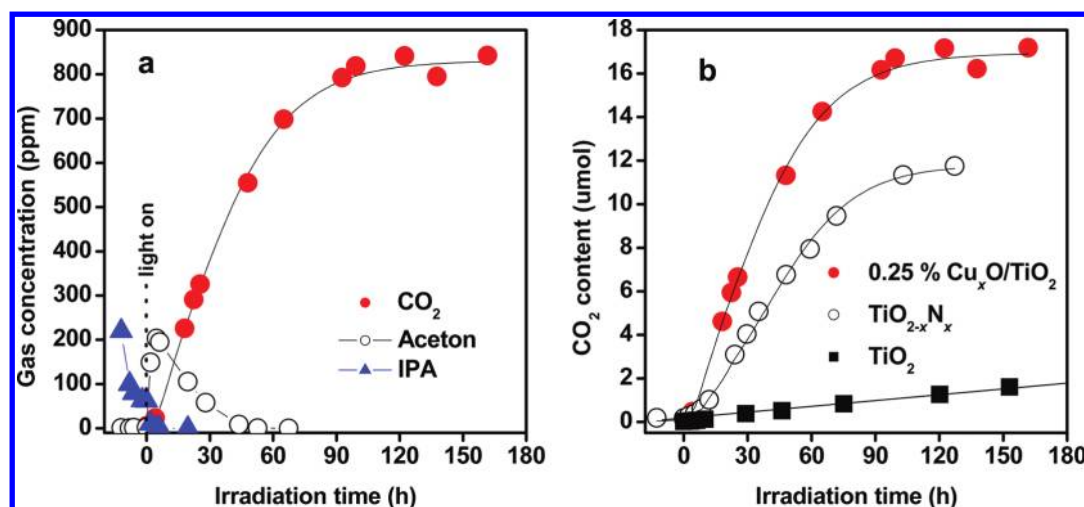 a
Gas concentration (ppm)
900
800
700
600
500
400
300
200
100
0
light on
CO₂
Aceton
IPA
0 30 60 90 120 150 180
Irradiation time (h)
b
CO₂ content (umol)
18
16
14
12
10
8
6
4
2
0
0.25 % CuₓO/TiO₂
TiO₂₋ₓNₓ
TiO₂
0 30 60 90 120 150 180
Irradiation time (h)